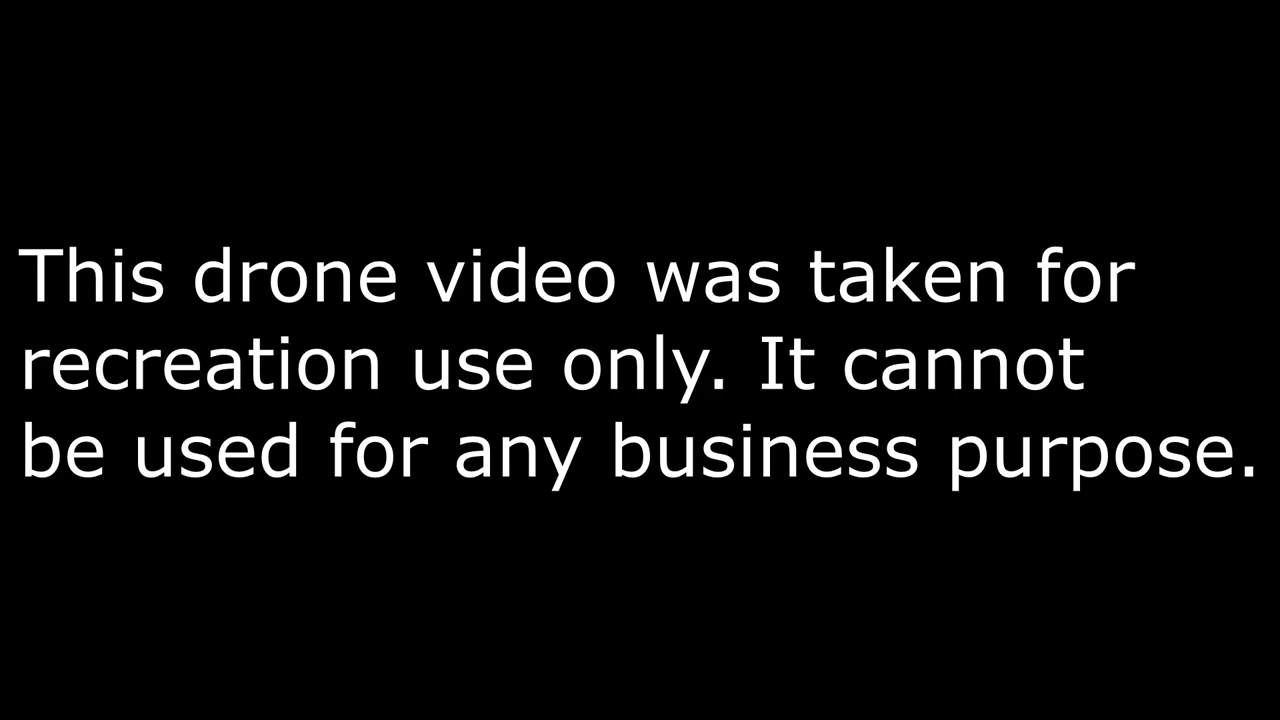 This drone video was taken for
recreation use only. It cannot
be used for any business purpose.